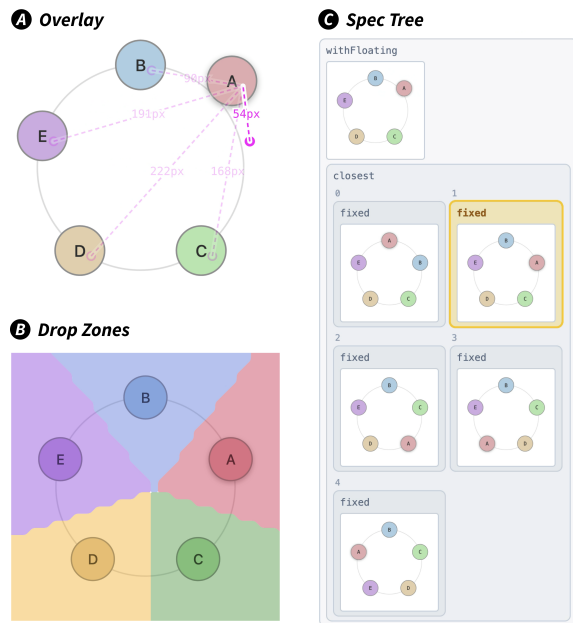 A Overlay
B
A
90px
54px
E
191px
222px
168px
D
C
B Drop Zones
B
E
A
D
C
C Spec Tree
withFloating
B
A
E
D
C
closest
0
1
fixed
fixed
A
E
B
D
C
B
E
A
D
C
2
3
fixed
fixed
B
E
C
D
A
B
E
C
A
D
4
fixed
B
A
C
E
D